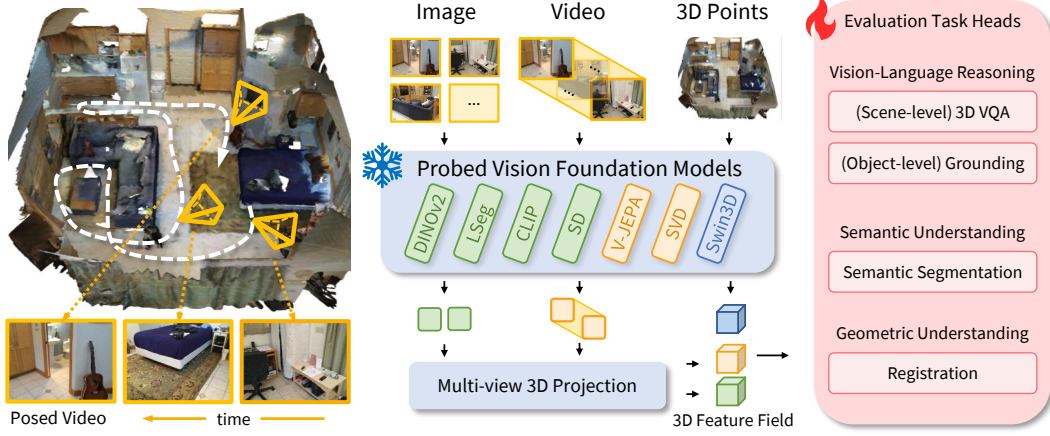 Image
Video
3D Points
Evaluation Task Heads
Vision-Language Reasoning
(Scene-level) 3D VQA
(Object-level) Grounding
Semantic Understanding
Semantic Segmentation
Geometric Understanding
Registration
...
Probed Vision Foundation Models
DINOv2
LSeg
CLIP
SD
V-JEPA
SVD
Swin3D
Multi-view 3D Projection
3D Feature Field
Posed Video
time